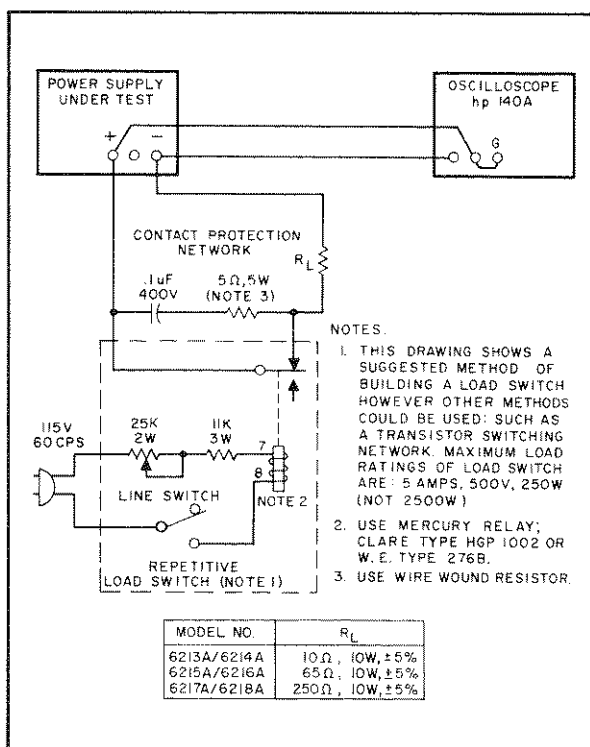 POWER SUPPLY
UNDER TEST
+ −
OSCILLOSCOPE
hp 140A
G
CONTACT PROTECTION
NETWORK
RL
.1uF
400V
5Ω,5W
(NOTE 3)
115V
60CPS
25K
2W
11K
3W
7
8
LINE SWITCH
NOTE 2
REPETITIVE
LOAD SWITCH (NOTE 1)
NOTES.
1. THIS DRAWING SHOWS A
SUGGESTED METHOD OF
BUILDING A LOAD SWITCH
HOWEVER OTHER METHODS
COULD BE USED: SUCH AS
A TRANSISTOR SWITCHING
NETWORK. MAXIMUM LOAD
RATINGS OF LOAD SWITCH
ARE: 5 AMPS, 500V, 250W
(NOT 2500W)
2. USE MERCURY RELAY;
CLARE TYPE HGP 1002 OR
W.E. TYPE 276B.
3. USE WIRE WOUND RESISTOR.
MODEL NO. RL
6213A/6214A 10Ω, 10W, ±5%
6215A/6216A 65Ω, 10W, ±5%
6217A/6218A 250Ω, 10W, ±5%